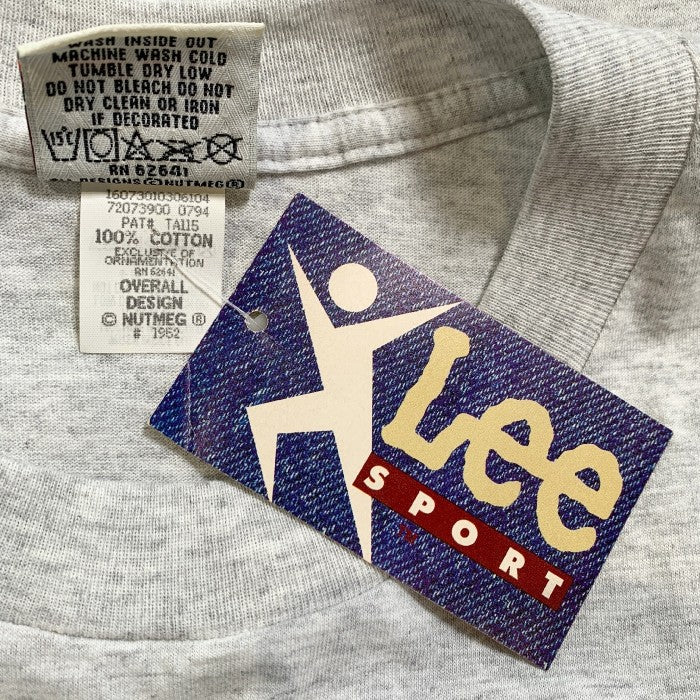 WASH INSIDE OUT
MACHINE WASH COLD
TUMBLE DRY LOW
DO NOT BLEACH DO NOT
DRY CLEAN OR IRON
IF DECORATED
RN 62641
DESIGNS © NUTMEG ®
16073010306104
72073900 0794
PAT# TA115
100% COTTON
EXCLUSIVE OF
ORNAMENTATION
RN 62641
OVERALL
DESIGN
© NUTMEG ®
# 1952
Lee
SPORT
TM